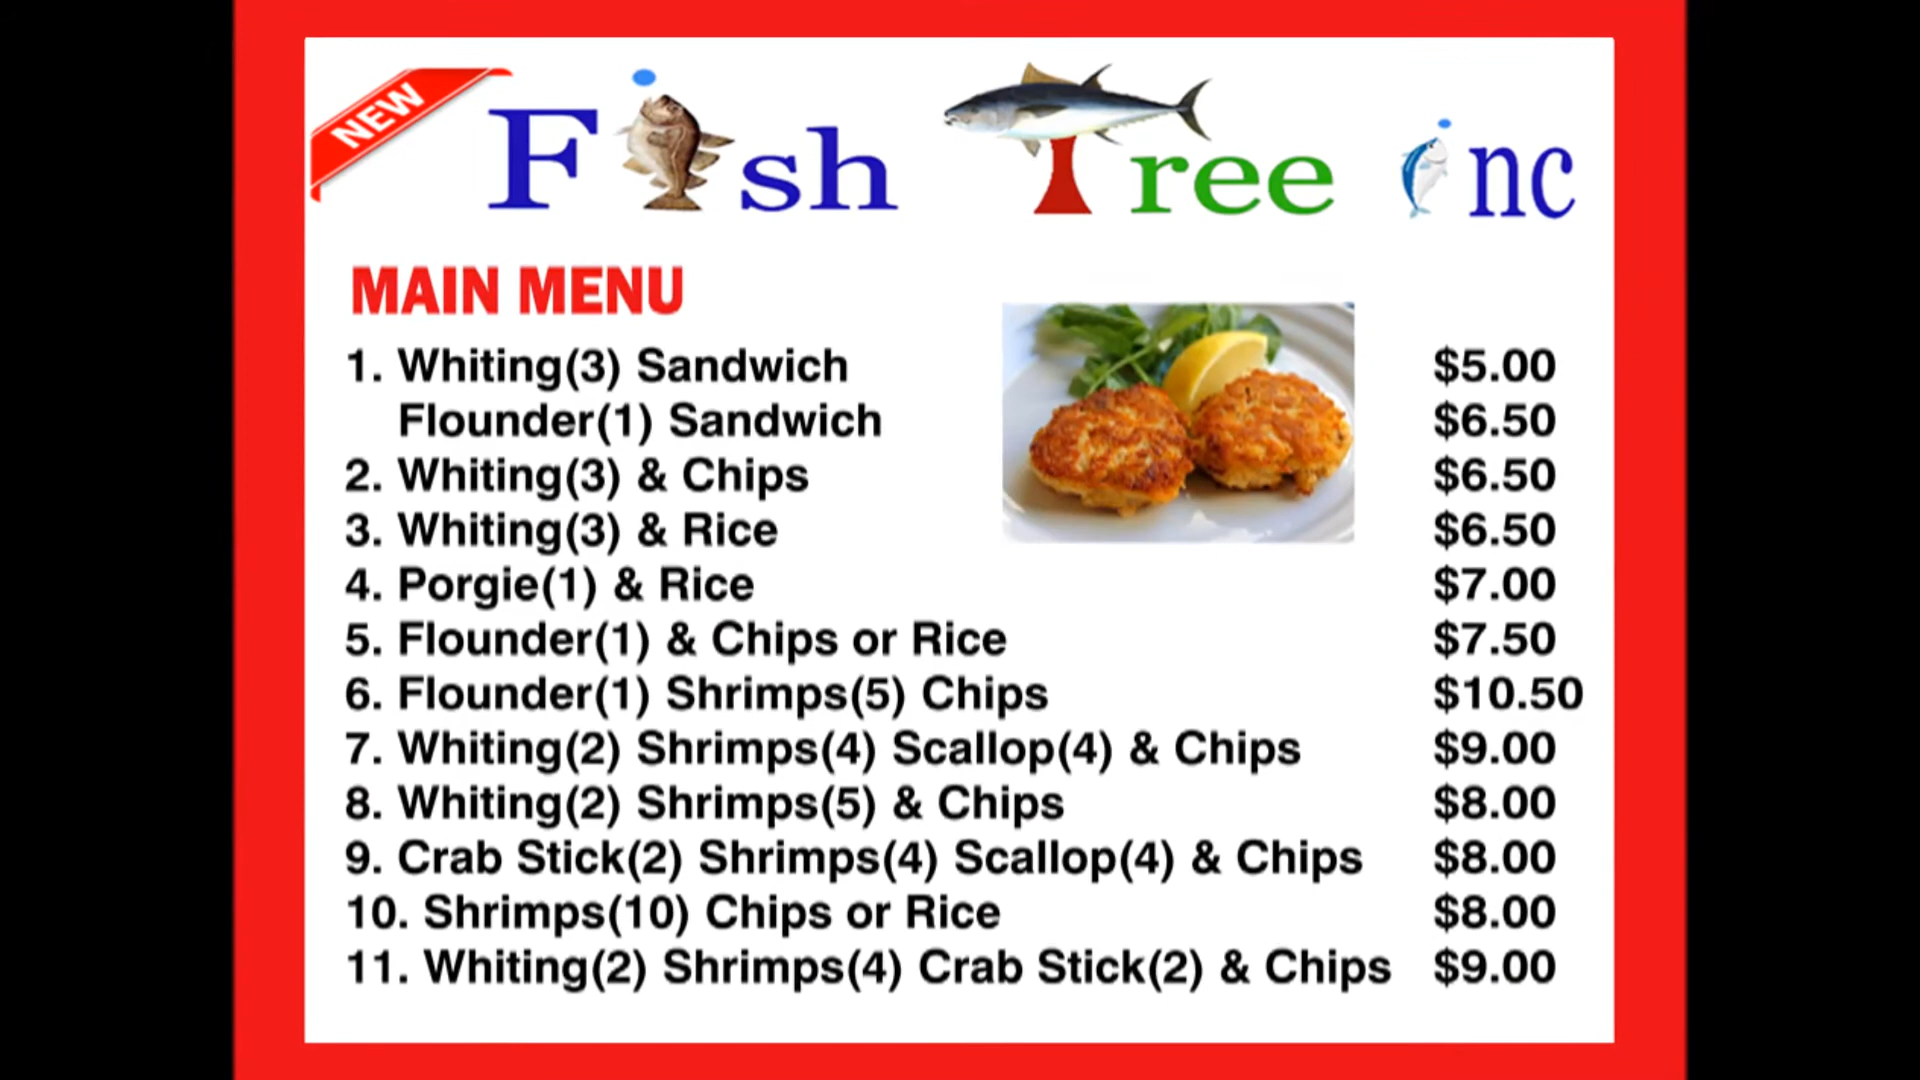 NEW
Fish Tree inc
MAIN MENU
1. Whiting(3) Sandwich $5.00
Flounder(1) Sandwich $6.50
2. Whiting(3) & Chips $6.50
3. Whiting(3) & Rice $6.50
4. Porgie(1) & Rice $7.00
5. Flounder(1) & Chips or Rice $7.50
6. Flounder(1) Shrimps(5) Chips $10.50
7. Whiting(2) Shrimps(4) Scallop(4) & Chips $9.00
8. Whiting(2) Shrimps(5) & Chips $8.00
9. Crab Stick(2) Shrimps(4) Scallop(4) & Chips $8.00
10. Shrimps(10) Chips or Rice $8.00
11. Whiting(2) Shrimps(4) Crab Stick(2) & Chips $9.00